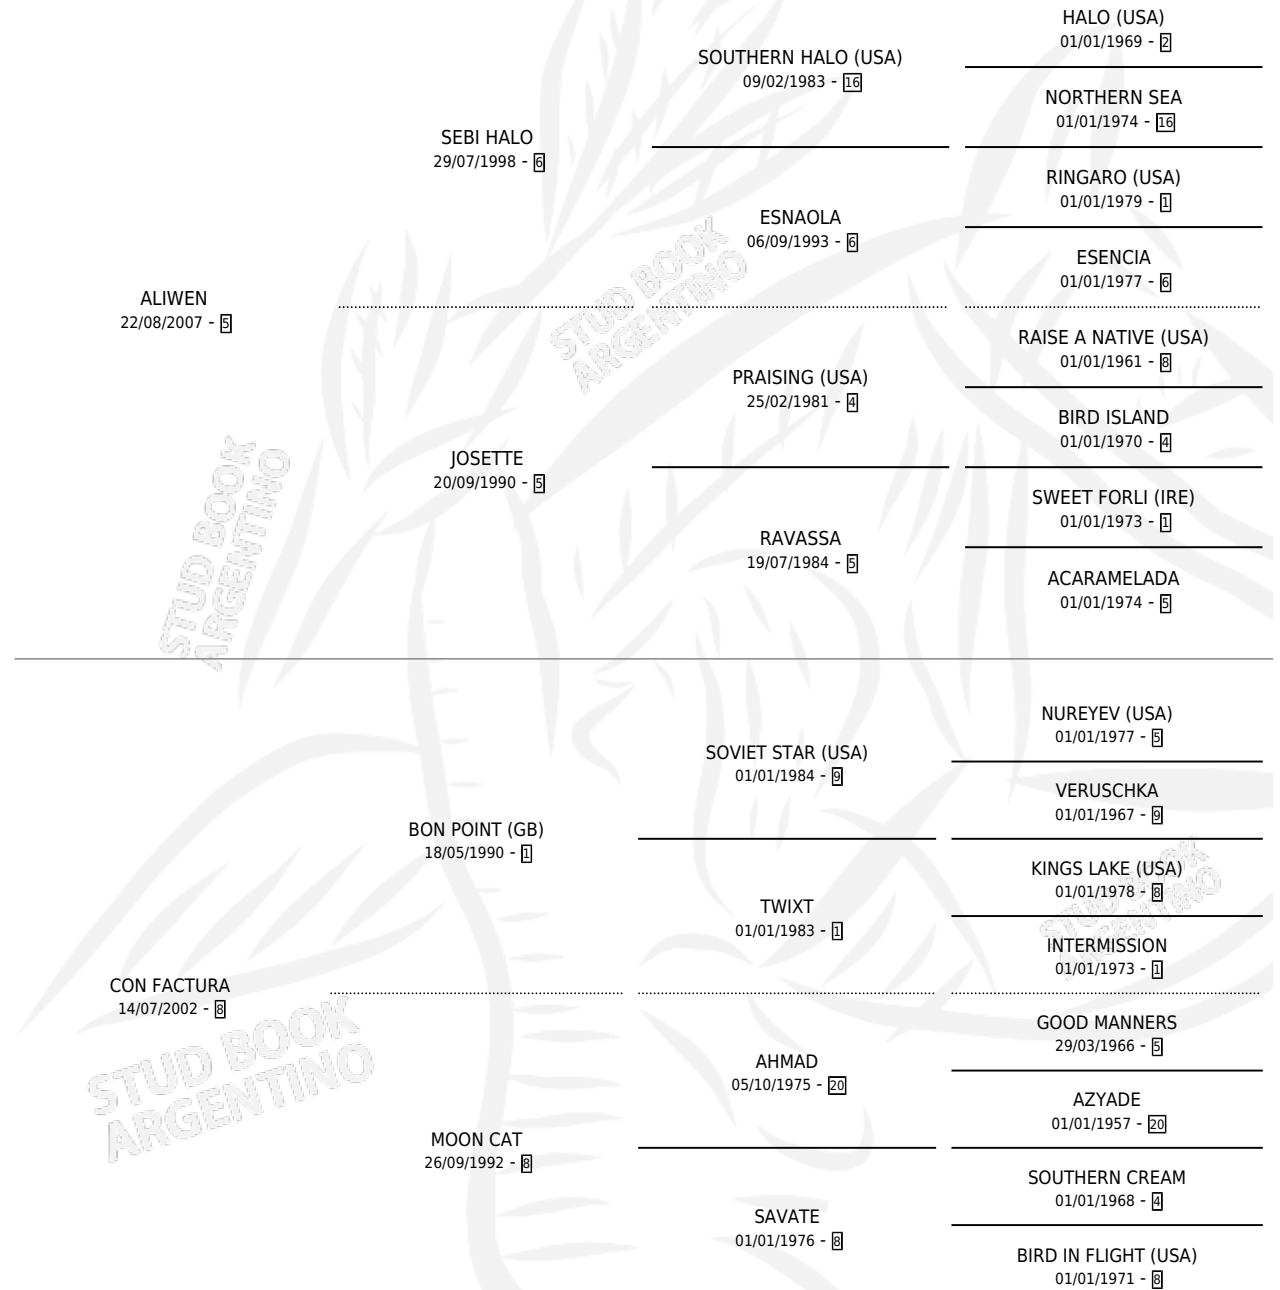 HALO (USA)
01/01/1969 - 2
SOUTHERN HALO (USA)
09/02/1983 - 16
NORTHERN SEA
01/01/1974 - 16
SEBI HALO
29/07/1998 - 6
RINGARO (USA)
01/01/1979 - 1
ESNAOLA
06/09/1993 - 6
ESENCIA
01/01/1977 - 6
ALIWEN
22/08/2007 - 5
RAISE A NATIVE (USA)
01/01/1961 - 8
PRAISING (USA)
25/02/1981 - 4
BIRD ISLAND
01/01/1970 - 4
JOSETTE
20/09/1990 - 5
SWEET FORLI (IRE)
01/01/1973 - 1
RAVASSA
19/07/1984 - 5
ACARAMELADA
01/01/1974 - 5
NUREYEV (USA)
01/01/1977 - 5
SOVIET STAR (USA)
01/01/1984 - 9
VERUSCHKA
01/01/1967 - 9
BON POINT (GB)
18/05/1990 - 1
KINGS LAKE (USA)
01/01/1978 - 8
TWIXT
01/01/1983 - 1
INTERMISSION
01/01/1973 - 1
CON FACTURA
14/07/2002 - 8
GOOD MANNERS
29/03/1966 - 5
AHMAD
05/10/1975 - 20
AZYADE
01/01/1957 - 20
MOON CAT
26/09/1992 - 8
SOUTHERN CREAM
01/01/1968 - 4
SAVATE
01/01/1976 - 8
BIRD IN FLIGHT (USA)
01/01/1971 - 8
STUD BOOK
ARGENTINO
STUD BOOK
ARGENTINO
STUD BOOK
ARGENTINO
STUD BOOK
ARGENTINO